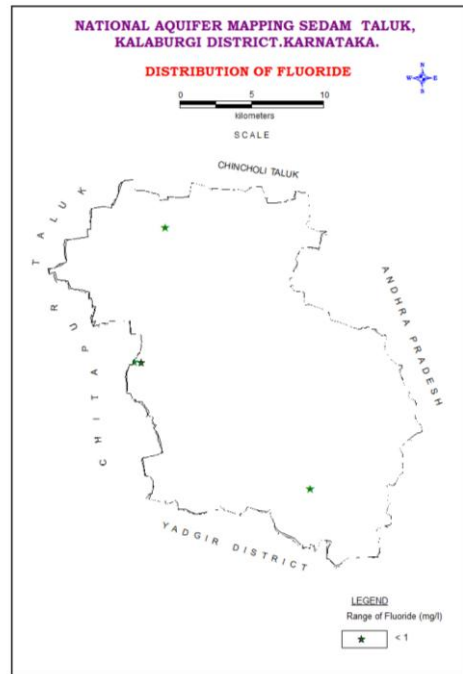 NATIONAL AQUIFER MAPPING SEDAM TALUK,
KALABURGI DISTRICT.KARNATAKA.
DISTRIBUTION OF FLUORIDE
N
W E
S
0 10
kilometers
SCALE
CHINCHOLI TALUK
CHITAPUR TALUK
ANDHRA PRADESH
YADGIR DISTRICT
LEGEND
Range of Fluoride (mg/l)
< 1